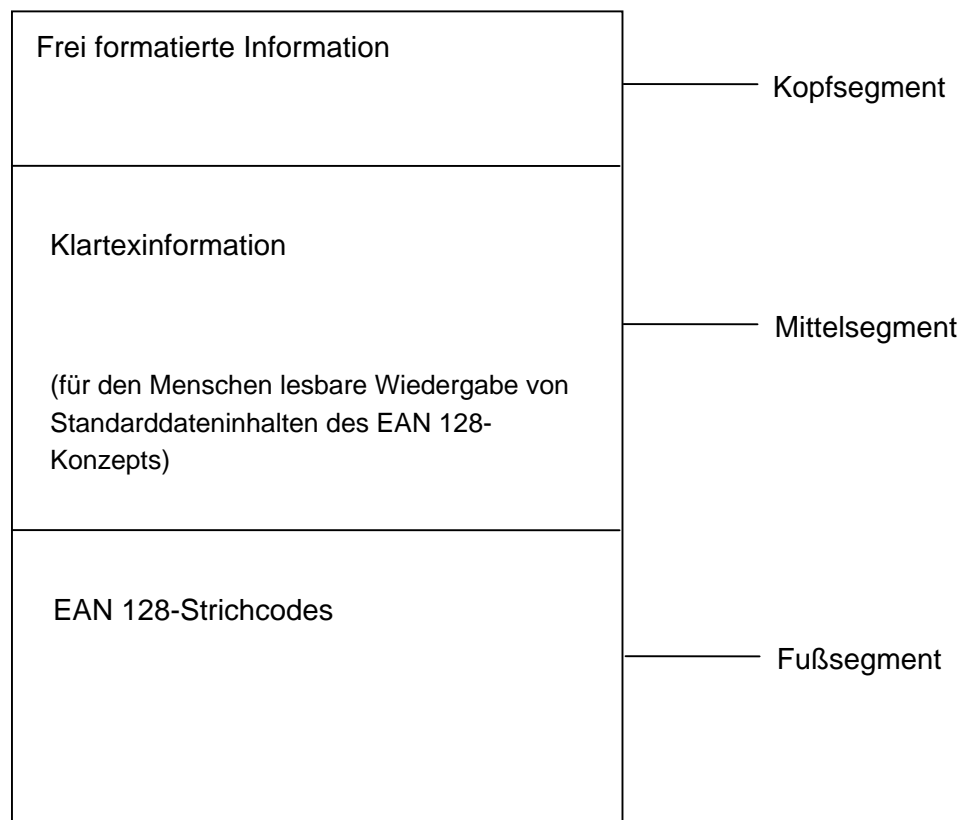 Frei formatierte Information
Kopfsegment
Klartexinformation
Mittelsegment
(für den Menschen lesbare Wiedergabe von
Standarddateninhalten des EAN 128-
Konzepts)
EAN 128-Strichcodes
Fußsegment